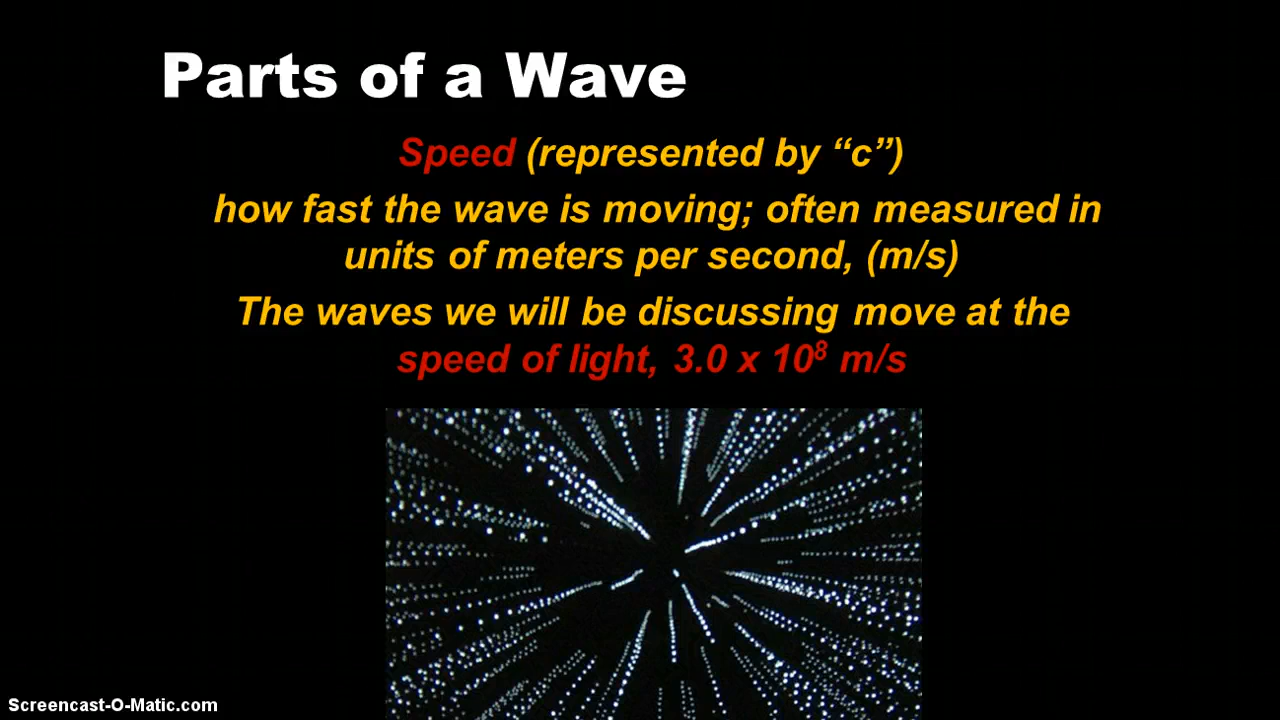 Parts of a Wave
Speed (represented by “c”)
how fast the wave is moving; often measured in
units of meters per second, (m/s)
The waves we will be discussing move at the
speed of light, 3.0 x 10⁸ m/s
Screencast-O-Matic.com